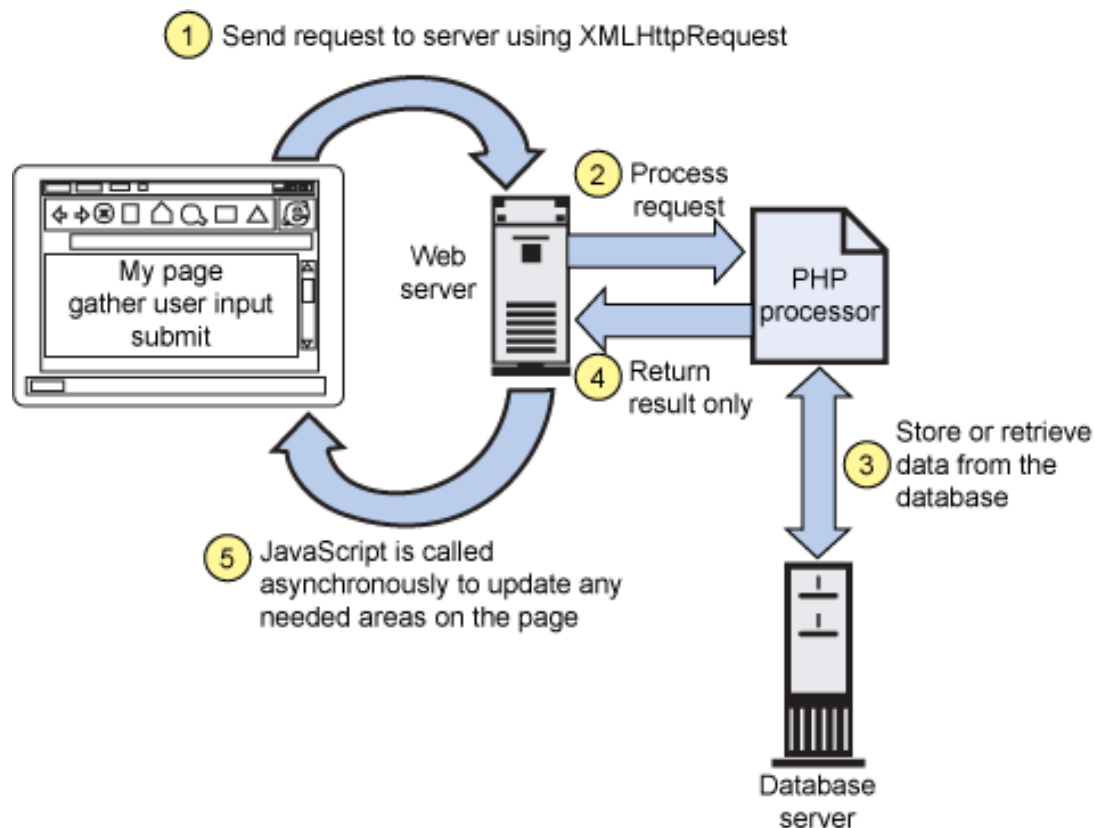 1 Send request to server using XMLHttpRequest
My page
gather user input
submit
Web
server
2 Process
request
PHP
processor
4 Return
result only
3 Store or retrieve
data from the
database
5 JavaScript is called
asynchronously to update any
needed areas on the page
Database
server